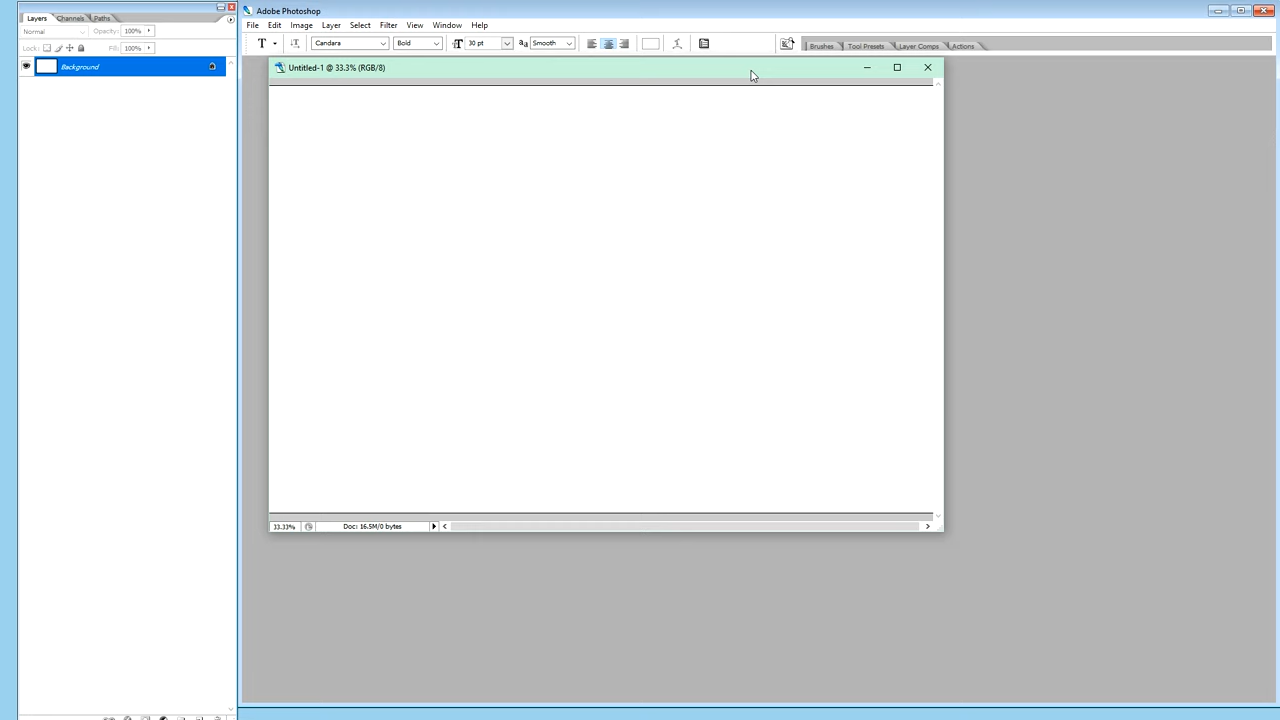 Layers Channels Paths
Adobe Photoshop
File Edit Image Layer Select Filter View Window Help
Normal Opacity: 100%
T Candara Bold 30 pt Smooth Brushes Tool Presets Layer Comps Actions
Lock: Fill: 100%
Background
Untitled-1 @ 33.3% (RGB/8)
33.33% Doc: 16.5M/0 bytes